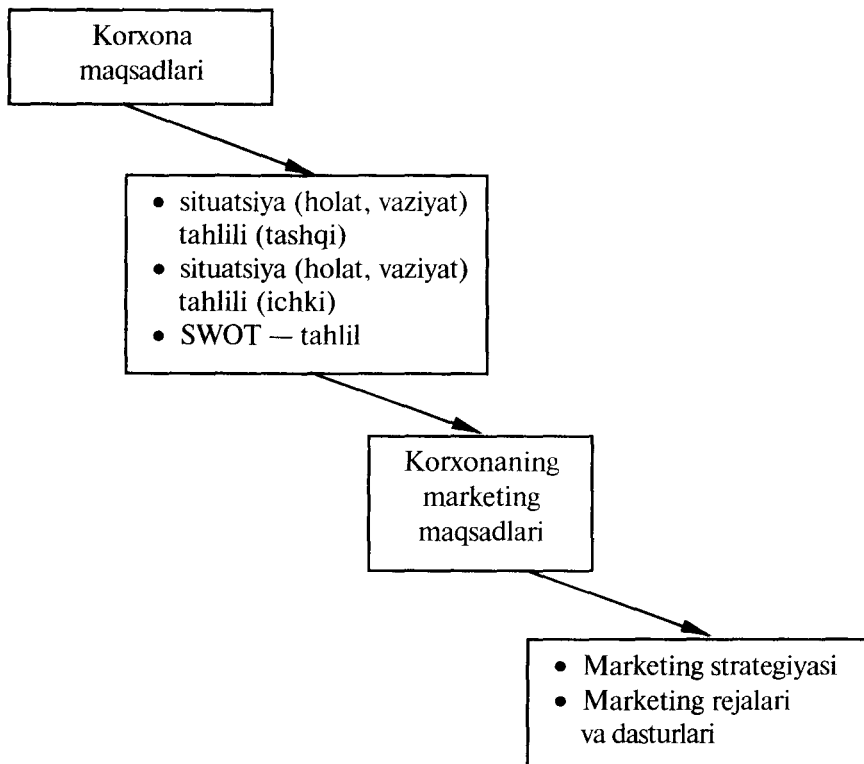 Korxona
maqsadlari
• situatsiya (holat, vaziyat)
tahlili (tashqi)
• situatsiya (holat, vaziyat)
tahlili (ichki)
• SWOT — tahlil
Korxonaning
marketing
maqsadlari
• Marketing strategiyasi
• Marketing rejalari
va dasturlari